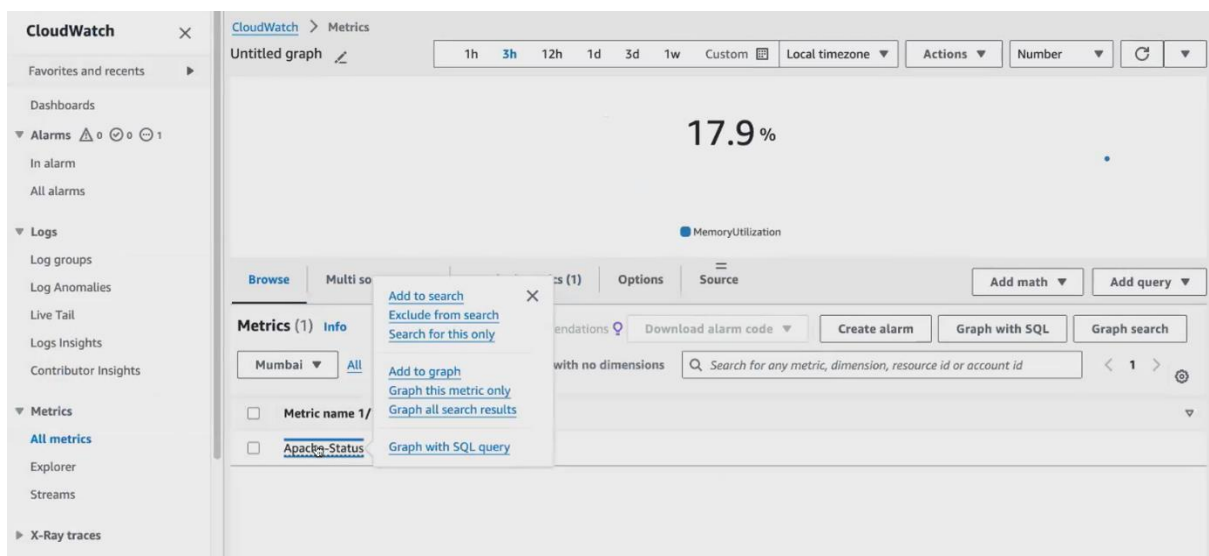 CloudWatch
Favorites and recents
Dashboards
Alarms 0 0 1
In alarm
All alarms
Logs
Log groups
Log Anomalies
Live Tail
Logs Insights
Contributor Insights
Metrics
All metrics
Explorer
Streams
X-Ray traces
CloudWatch > Metrics
Untitled graph
1h 3h 12h 1d 3d 1w Custom Local timezone Actions Number
17.9 %
MemoryUtilization
Browse Multi so (1) Options Source Add math Add query
Metrics (1) Info Download alarm code Create alarm Graph with SQL Graph search
Mumbai All with no dimensions Search for any metric, dimension, resource id or account id 1
Metric name 1/
Apache-Status
Add to search
Exclude from search
Search for this only
Add to graph
Graph this metric only
Graph all search results
Graph with SQL query